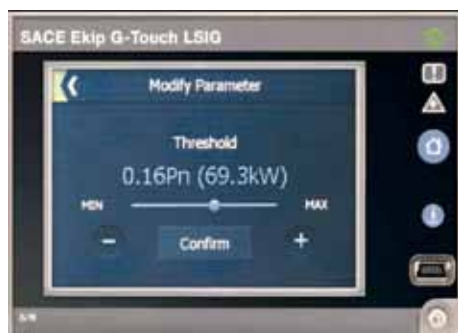 SACE Ekip G-Touch LSIG
Modify Parameter
Threshold
0.16Pn (69.3kW)
MIN
MAX
- Confirm +